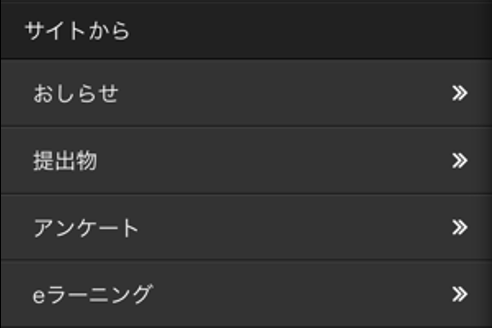 サイトから
おしらせ
提出物
アンケート
eラーニング